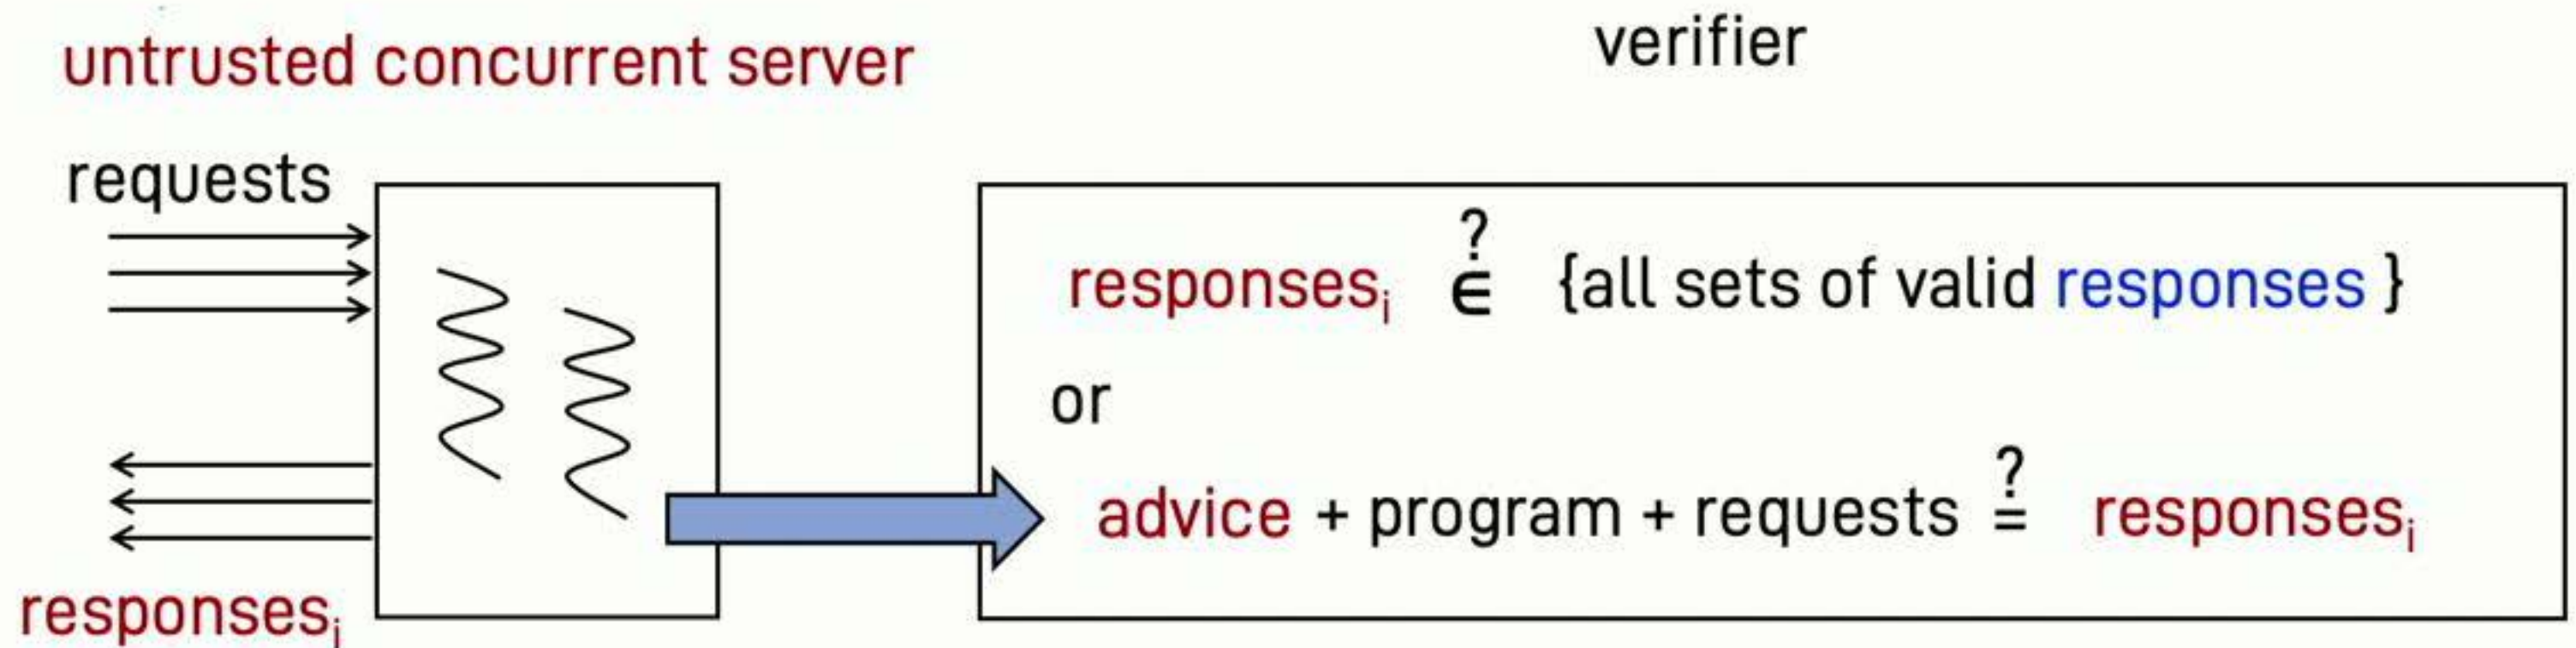 untrusted concurrent server
verifier
requests
responsesᵢ ?∈ {all sets of valid responses }
or
advice + program + requests ?= responsesᵢ
responsesᵢ